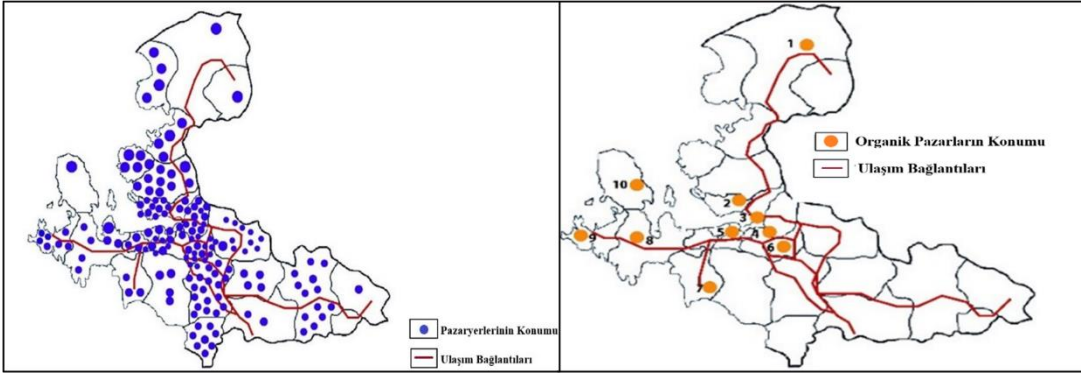 Pazaryerlerinin Konumu
Ulaşım Bağlantıları
Organik Pazarların Konumu
Ulaşım Bağlantıları
1
10
2
3
5
4
9
8
6
7